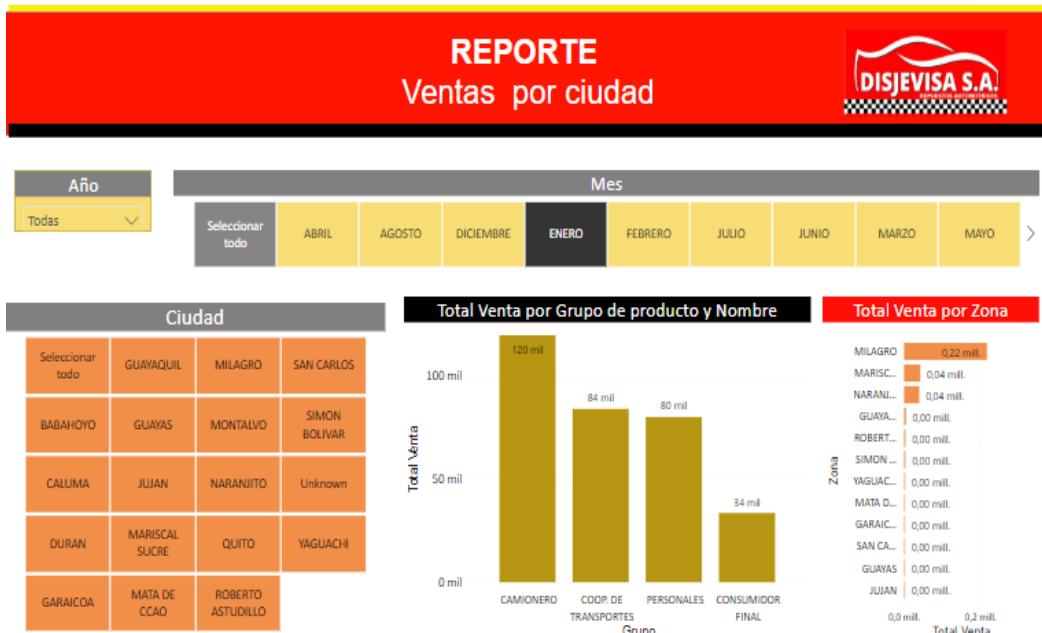 REPORTE
Ventas por ciudad
DISJEVISA S.A.
REPUESTOS AUTOMOTRICES
Año
Todas
Mes
Seleccionar
todo
ABRIL
AGOSTO
DICIEMBRE
ENERO
FEBRERO
JULIO
JUNIO
MARZO
MAYO
Ciudad
Seleccionar
todo
GUAYAQUIL
MILAGRO
SAN CARLOS
BABAHOYO
GUAYAS
MONTALVO
SIMON
BOLIVAR
CALUMA
JUJAN
NARANJITO
Unknown
DURAN
MARISCAL
SUCRE
QUITO
YAGUACHI
GARAICOA
MATA DE
CCAO
ROBERTO
ASTUDILLO
Total Venta por Grupo de producto y Nombre
Total Venta
100 mil
50 mil
0 mil
120 mil
84 mil
80 mil
34 mil
CAMIONERO
COOP. DE
TRANSPORTES
PERSONALES
CONSUMIDOR
FINAL
Grupo
Total Venta por Zona
Zona
MILAGRO 0,22 mill.
MARISC... 0,04 mill.
NARANJ... 0,04 mill.
GUAYA... 0,00 mill.
ROBERT... 0,00 mill.
SIMON ... 0,00 mill.
YAGUAC... 0,00 mill.
MATA D... 0,00 mill.
GARAIC... 0,00 mill.
SAN CA... 0,00 mill.
GUAYAS 0,00 mill.
JUJAN 0,00 mill.
0,0 mill. 0,2 mill.
Total Venta